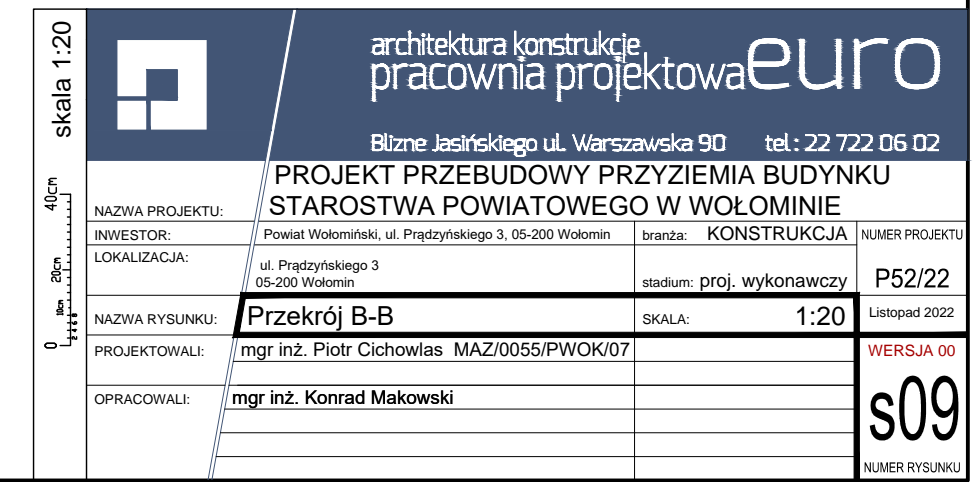 skala 1:20
40cm
20cm
10cm
2 4 6 8
0
architektura konstrukcje
pracownia projektowa euro
Blizne Jasińskiego ul. Warszawska 90 tel.: 22 722 06 02
NAZWA PROJEKTU: PROJEKT PRZEBUDOWY PRZYZIEMIA BUDYNKU
STAROSTWA POWIATOWEGO W WOŁOMINIE
INWESTOR: Powiat Wołomiński, ul. Prądzyńskiego 3, 05-200 Wołomin branża: KONSTRUKCJA NUMER PROJEKTU
LOKALIZACJA: ul. Prądzyńskiego 3
05-200 Wołomin stadium: proj. wykonawczy P52/22
NAZWA RYSUNKU: Przekrój B-B SKALA: 1:20 Listopad 2022
PROJEKTOWALI: mgr inż. Piotr Cichowlas MAZ/0055/PWOK/07 WERSJA 00
OPRACOWALI: mgr inż. Konrad Makowski s09
NUMER RYSUNKU